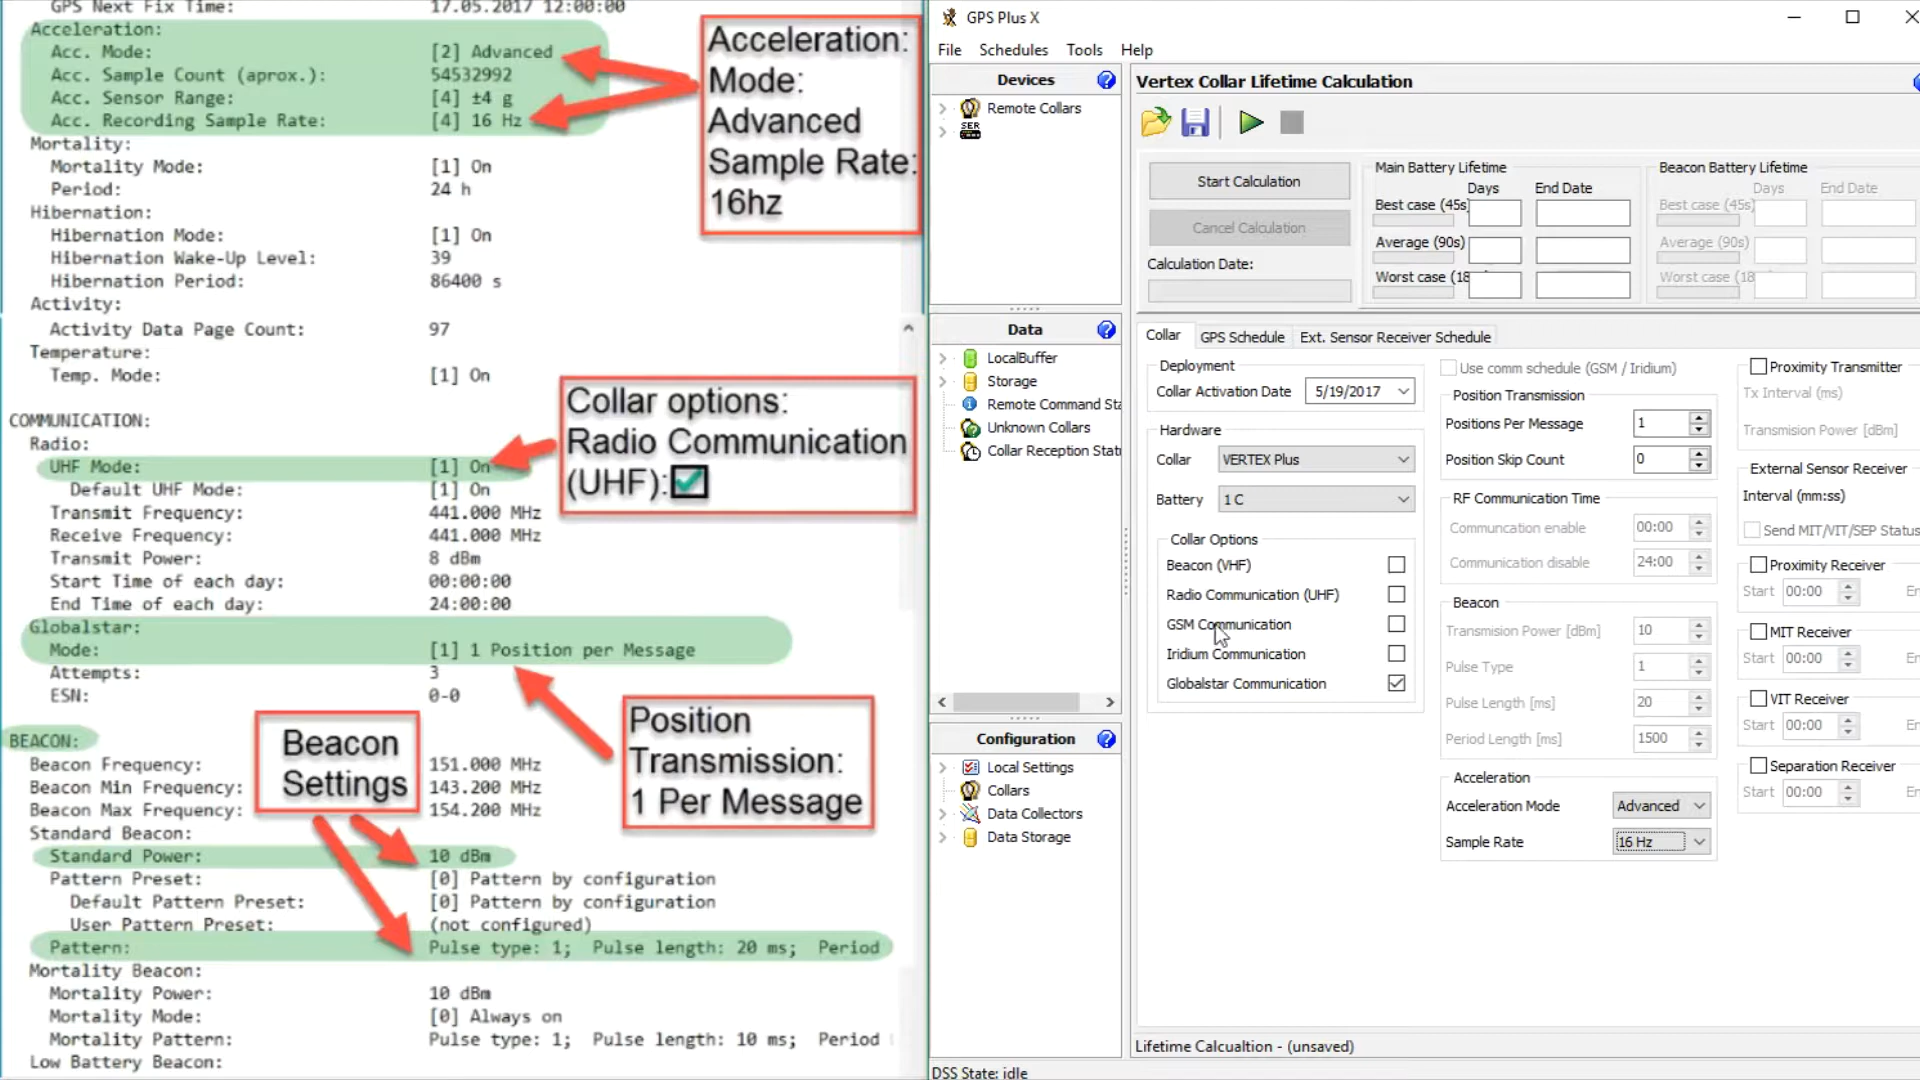 GPS Next Fix Time: 17.05.2017 12:00:00
Acceleration:
Acc. Mode: [2] Advanced
Acc. Sample Count (aprox.): 54532992
Acc. Sensor Range: [4] ±4 g
Acc. Recording Sample Rate: [4] 16 Hz
Mortality:
Mortality Mode: [1] On
Period: 24 h
Hibernation:
Hibernation Mode: [1] On
Hibernation Wake-Up Level: 39
Hibernation Period: 86400 s
Activity:
Activity Data Page Count: 97
Temperature:
Temp. Mode: [1] On
COMMUNICATION:
Radio:
UHF Mode: [1] On
Default UHF Mode: [1] On
Transmit Frequency: 441.000 MHz
Receive Frequency: 441.000 MHz
Transmit Power: 8 dBm
Start Time of each day: 00:00:00
End Time of each day: 24:00:00
Globalstar:
Mode: [1] 1 Position per Message
Attempts: 3
ESN: 0-0
BEACON:
Beacon Frequency: 151.000 MHz
Beacon Min Frequency: 143.200 MHz
Beacon Max Frequency: 154.200 MHz
Standard Beacon:
Standard Power: 10 dBm
Pattern Preset: [0] Pattern by configuration
Default Pattern Preset: [0] Pattern by configuration
User Pattern Preset: (not configured)
Pattern: Pulse type: 1; Pulse length: 20 ms; Period
Mortality Beacon:
Mortality Power: 10 dBm
Mortality Mode: [0] Always on
Mortality Pattern: Pulse type: 1; Pulse length: 10 ms; Period
Low Battery Beacon:
Acceleration:
Mode:
Advanced
Sample Rate:
16hz
Collar options:
Radio Communication
(UHF):
Position
Transmission:
1 Per Message
Beacon
Settings
GPS Plus X
File Schedules Tools Help
Devices
Remote Collars
SER
Data
LocalBuffer
Storage
Remote Command Sta
Unknown Collars
Collar Reception Stat
Configuration
Local Settings
Collars
Data Collectors
Data Storage
DSS State: idle
Vertex Collar Lifetime Calculation
Start Calculation
Cancel Calculation
Calculation Date:
Main Battery Lifetime
Days End Date
Best case (45s)
Average (90s)
Worst case (18
Beacon Battery Lifetime
Days End Date
Best case (45s)
Average (90s)
Worst case (18
Collar GPS Schedule Ext. Sensor Receiver Schedule
Deployment
Collar Activation Date 5/19/2017
Hardware
Collar VERTEX Plus
Battery 1 C
Collar Options
Beacon (VHF)
Radio Communication (UHF)
GSM Communication
Iridium Communication
Globalstar Communication
Use comm schedule (GSM / Iridium)
Position Transmission
Positions Per Message 1
Position Skip Count 0
RF Communication Time
Communcation enable 00:00
Communication disable 24:00
Beacon
Transmision Power [dBm] 10
Pulse Type 1
Pulse Length [ms] 20
Period Length [ms] 1500
Acceleration
Acceleration Mode Advanced
Sample Rate 16 Hz
Proximity Transmitter
Tx Interval (ms)
Transmision Power [dBm]
External Sensor Receiver
Interval (mm:ss)
Send MIT/VIT/SEP Status
Proximity Receiver
Start 00:00 En
MIT Receiver
Start 00:00 En
VIT Receiver
Start 00:00 En
Separation Receiver
Start 00:00 En
Lifetime Calcualtion - (unsaved)